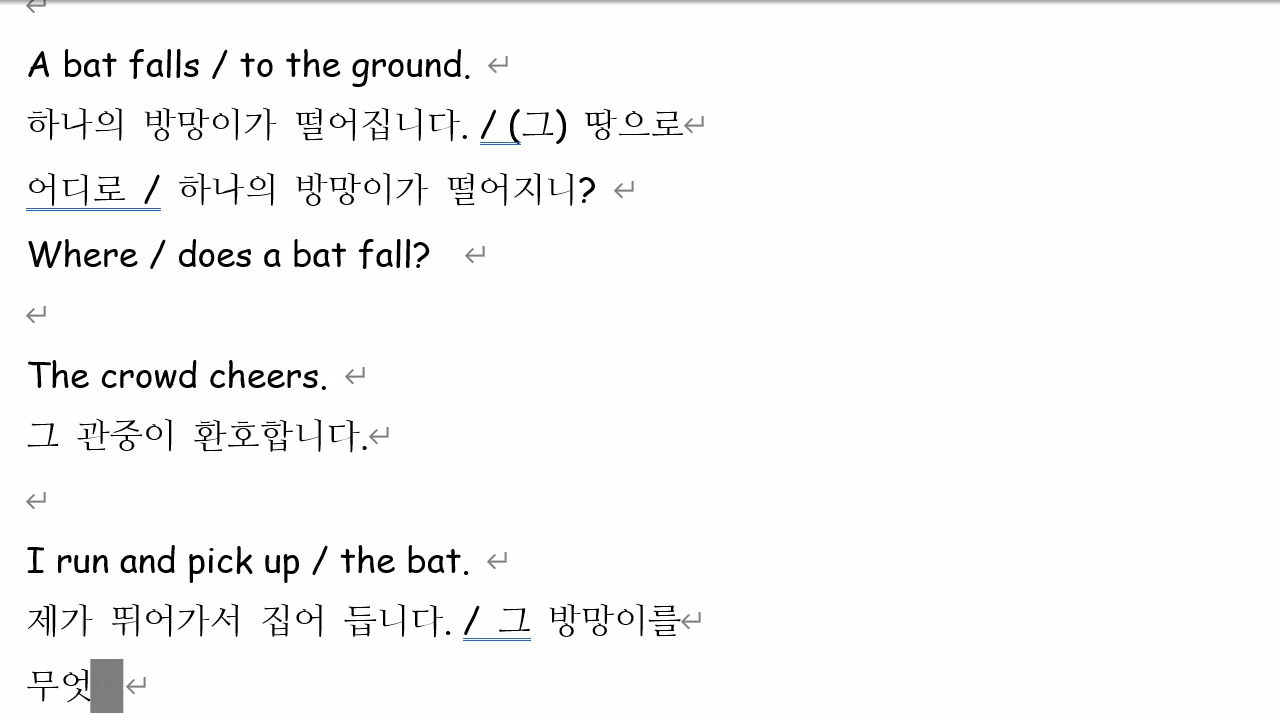 A bat falls / to the ground.
하나의 방망이가 떨어집니다. / (그) 땅으로
어디로 / 하나의 방망이가 떨어지니?
Where / does a bat fall?
The crowd cheers.
그 관중이 환호합니다.
I run and pick up / the bat.
제가 뛰어가서 집어 듭니다. / 그 방망이를
무엇